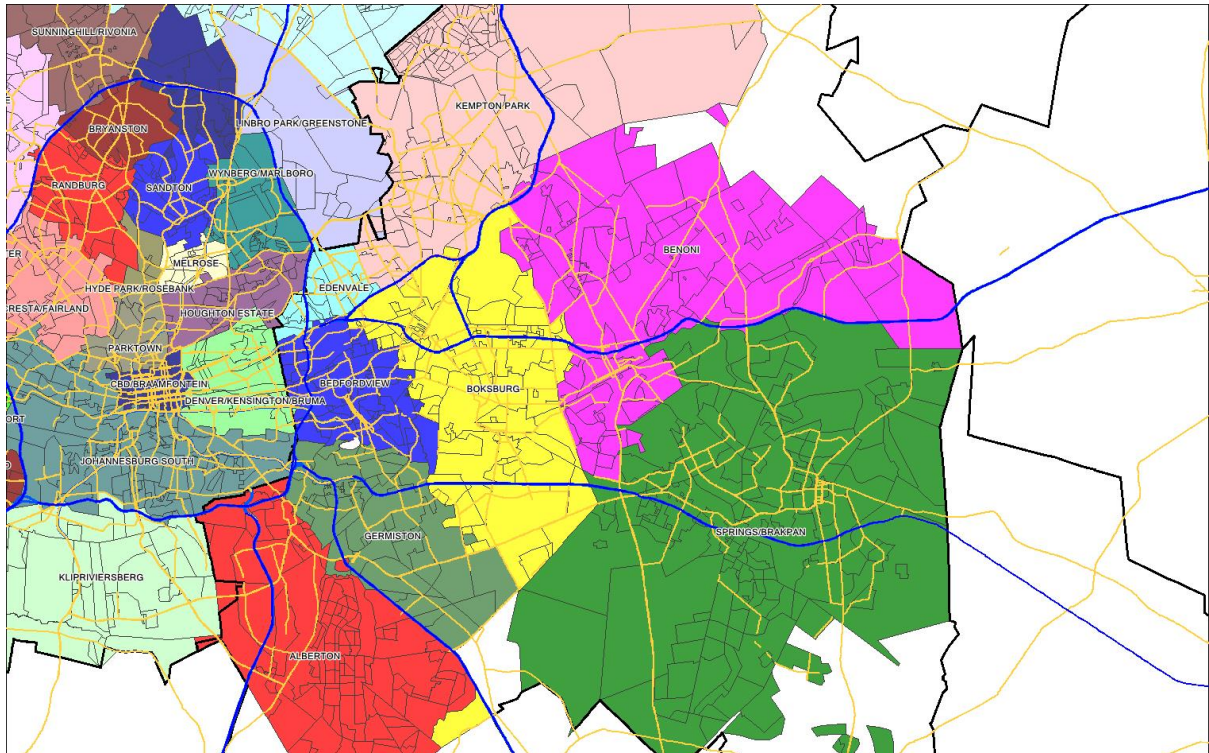 SUNNINGHILL/RIVONIA
KEMPTON PARK
LINBRO PARK/GREENSTONE
BRYANSTON
WYNBERG/MARLBORO
RANDBURG
SANDTON
BENONI
MELROSE
HYDE PARK/ROSEBANK
EDENVALE
CRESTA/FAIRLAND
HOUGHTON ESTATE
PARKTOWN
CBD/BRAAMFONTEIN
BEDFORDVIEW
BOKSBURG
DENVER/KENSINGTON/BRUMA
JOHANNESBURG SOUTH
SPRINGS/BRAKPAN
GERMISTON
KLIPRIVIERSBERG
ALBERTON